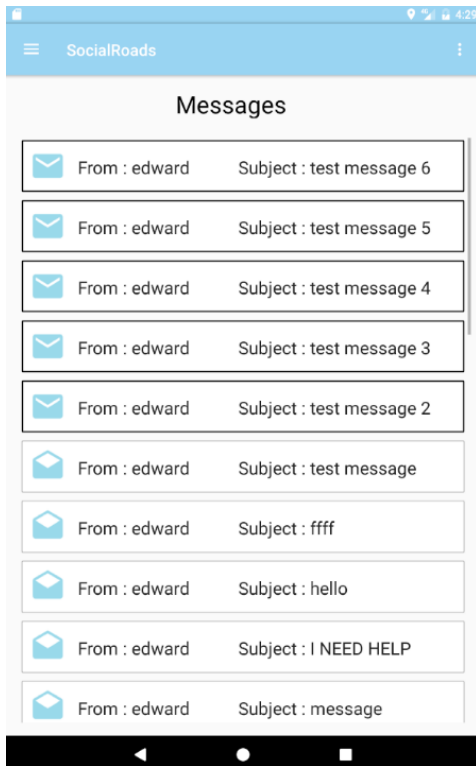 4:29
SocialRoads
Messages
From : edward Subject : test message 6
From : edward Subject : test message 5
From : edward Subject : test message 4
From : edward Subject : test message 3
From : edward Subject : test message 2
From : edward Subject : test message
From : edward Subject : ffff
From : edward Subject : hello
From : edward Subject : I NEED HELP
From : edward Subject : message